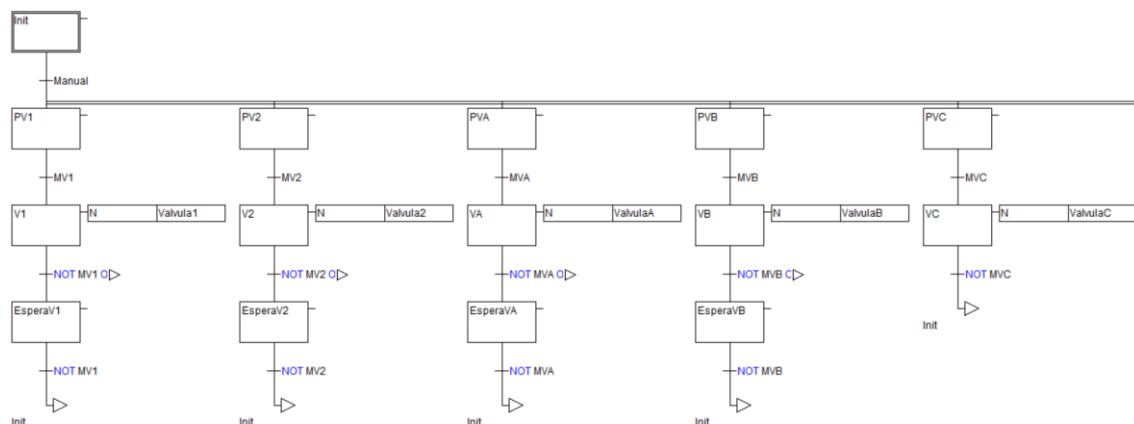 Init
Manual
PV1 PV2 PVA PVB PVC
MV1 MV2 MVA MVB MVC
V1 N Valvula1 V2 N Valvula2 VA N ValvulaA VB N ValvulaB VC N ValvulaC
NOT MV1 O NOT MV2 O NOT MVA O NOT MVB NOT MVC
EsperaV1 EsperaV2 EsperaVA EsperaVB
Init
NOT MV1 NOT MV2 NOT MVA NOT MVB
Init Init Init Init